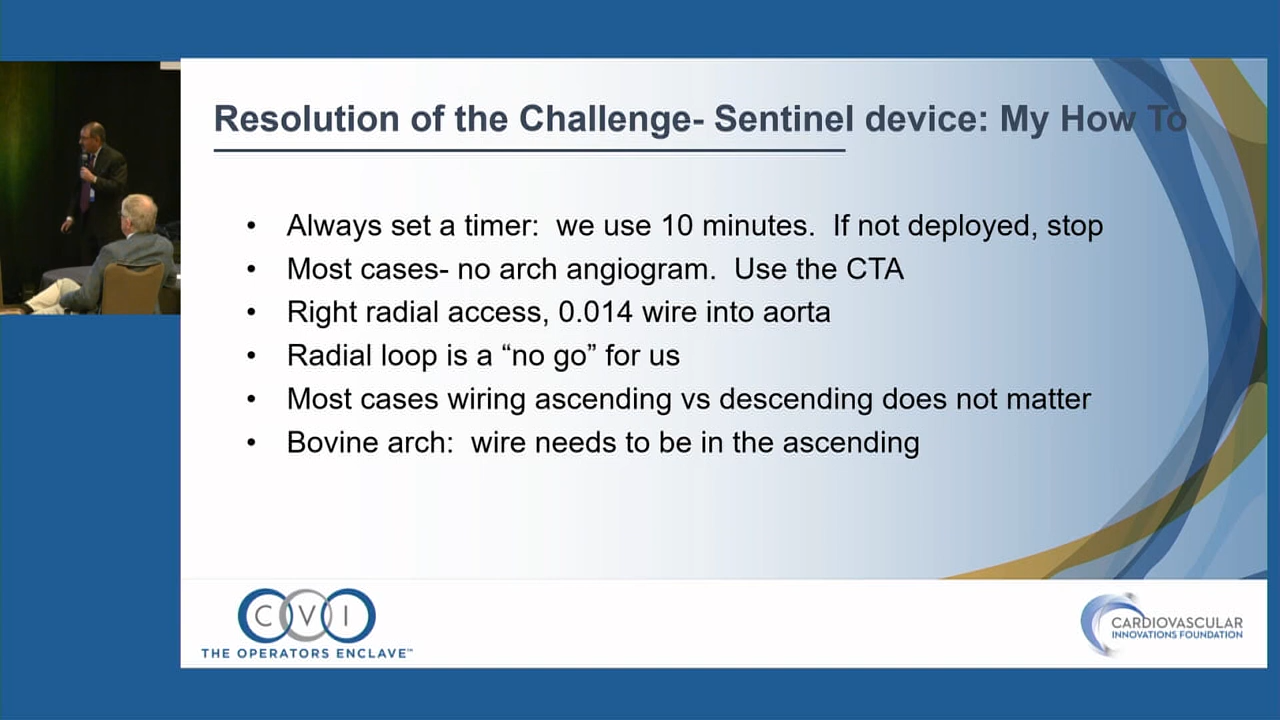 Resolution of the Challenge- Sentinel device: My How To
• Always set a timer:  we use 10 minutes.  If not deployed, stop
• Most cases- no arch angiogram.  Use the CTA
• Right radial access, 0.014 wire into aorta
• Radial loop is a “no go” for us
• Most cases wiring ascending vs descending does not matter
• Bovine arch:  wire needs to be in the ascending
C V I
THE OPERATORS ENCLAVE™
CARDIOVASCULAR
INNOVATIONS FOUNDATION